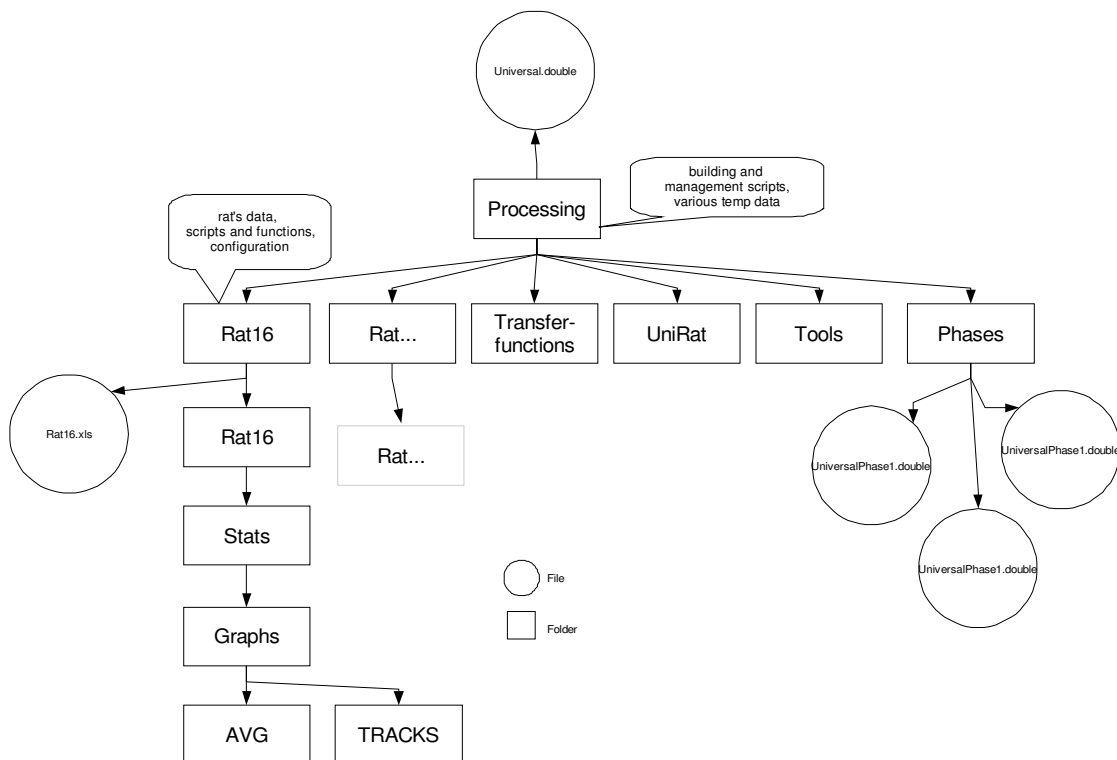 Universal.double
building and
management scripts,
various temp data
Processing
rat's data,
scripts and functions,
configuration
Rat16
Rat...
Transfer-
functions
UniRat
Tools
Phases
Rat16.xls
Rat16
Rat...
UniversalPhase1.double
UniversalPhase1.double
UniversalPhase1.double
Stats
File
Folder
Graphs
AVG
TRACKS